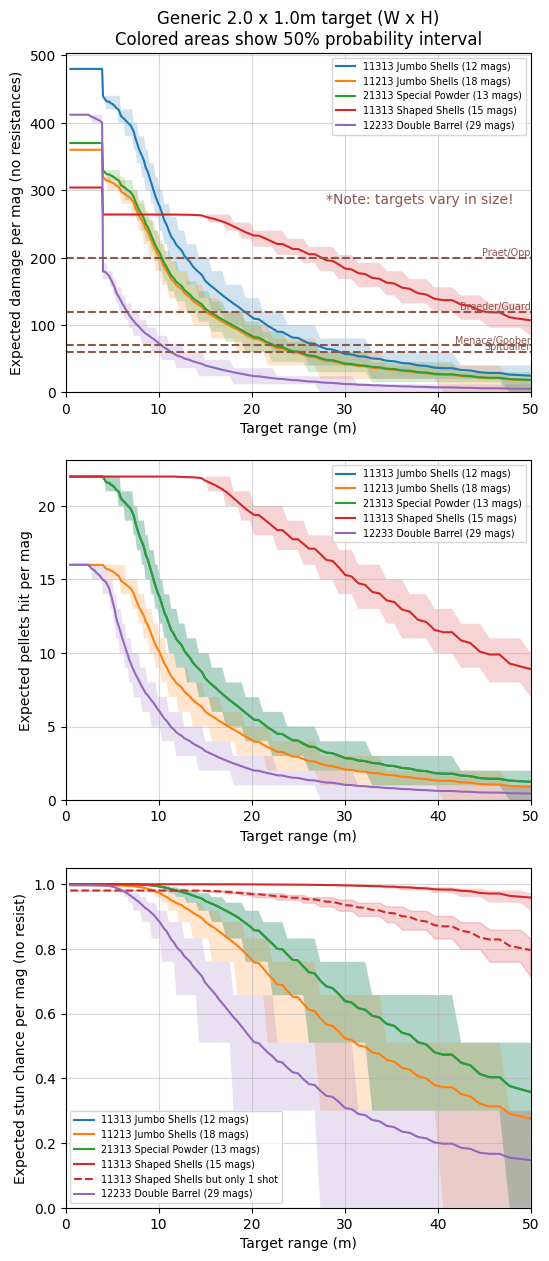 Generic 2.0 x 1.0m target (W x H)
Colored areas show 50% probability interval
Expected damage per mag (no resistances)
500
400
300
200
100
0
11313 Jumbo Shells (12 mags)
11213 Jumbo Shells (18 mags)
21313 Special Powder (13 mags)
11313 Shaped Shells (15 mags)
12233 Double Barrel (29 mags)
*Note: targets vary in size!
Praet/Opp
Breeder/Guard
Menace/Goober
Spitballer
0 10 20 30 40 50
Target range (m)
Expected pellets hit per mag
20
15
10
5
0
11313 Jumbo Shells (12 mags)
11213 Jumbo Shells (18 mags)
21313 Special Powder (13 mags)
11313 Shaped Shells (15 mags)
12233 Double Barrel (29 mags)
0 10 20 30 40 50
Target range (m)
Expected stun chance per mag (no resist)
1.0
0.8
0.6
0.4
0.2
0.0
11313 Jumbo Shells (12 mags)
11213 Jumbo Shells (18 mags)
21313 Special Powder (13 mags)
11313 Shaped Shells (15 mags)
11313 Shaped Shells but only 1 shot
12233 Double Barrel (29 mags)
0 10 20 30 40 50
Target range (m)